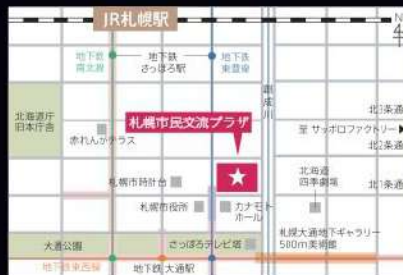 JR札幌駅
N
地下鉄
南北線
地下鉄
さっぽろ駅
地下鉄
東豊線
創成川
北海道庁
旧本庁舎
赤れんがテラス
札幌市民交流プラザ
北3条通
至 サッポロファクトリー
北2条通
札幌市時計台
北海道
四季劇場
北1条通
札幌市役所
カナモト
ホール
大通公園
さっぽろテレビ塔
札幌大通地下ギャラリー
500m美術館
地下鉄東西線
地下鉄 大通駅